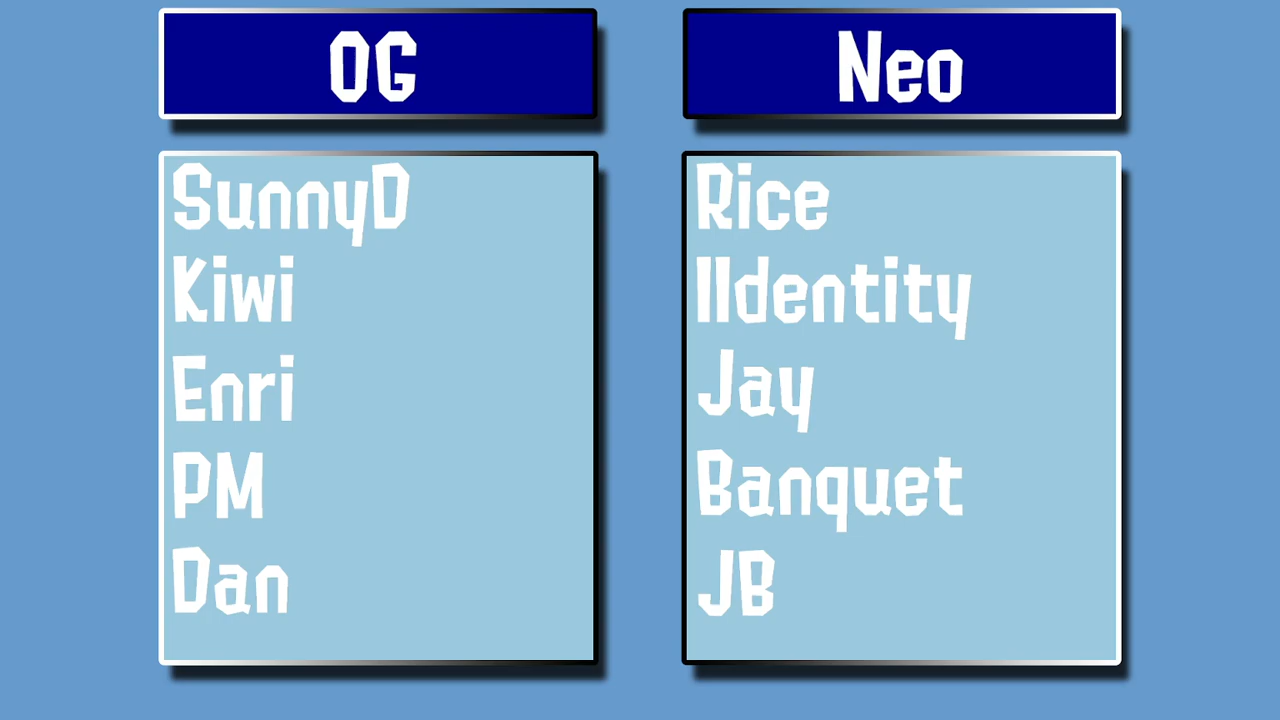 OG
SunnyD
Kiwi
Enri
PM
Dan
Neo
Rice
IIdentity
Jay
Banquet
JB